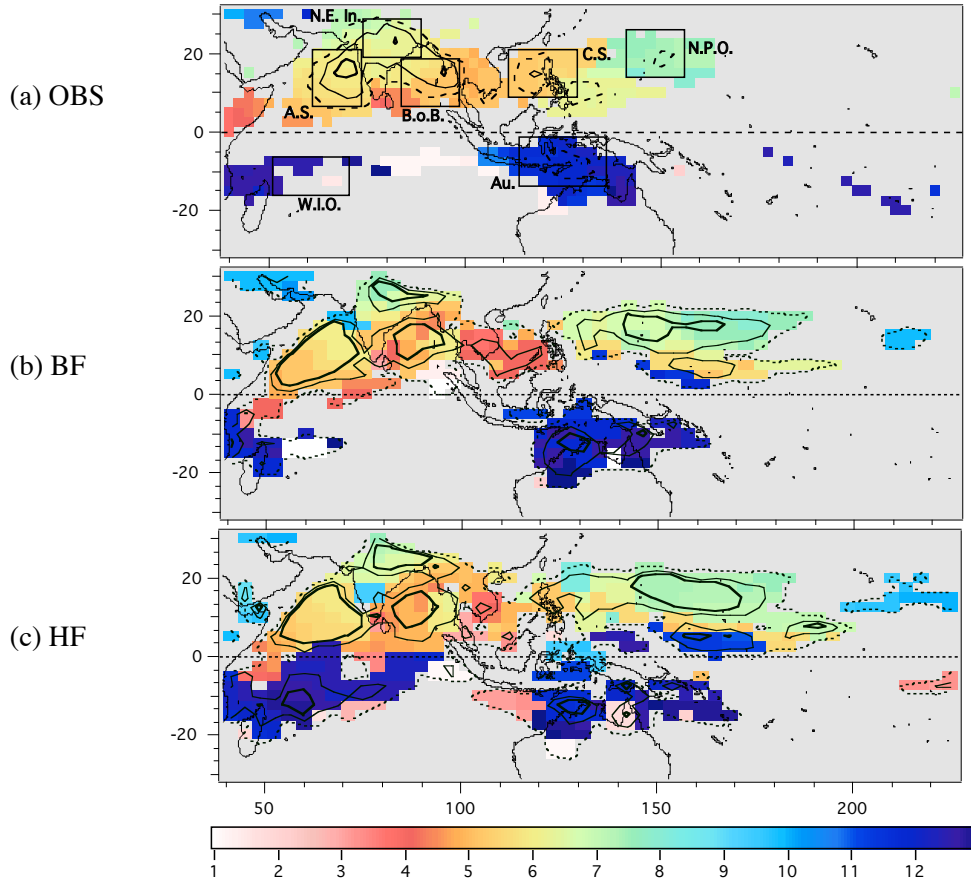 (a) OBS
20
0
-20
N.E. In.
C.S.
N.P.O.
A.S.
B.o.B.
Au.
W.I.O.
(b) BF
20
0
-20
(c) HF
20
0
-20
50 100 150 200
1 2 3 4 5 6 7 8 9 10 11 12